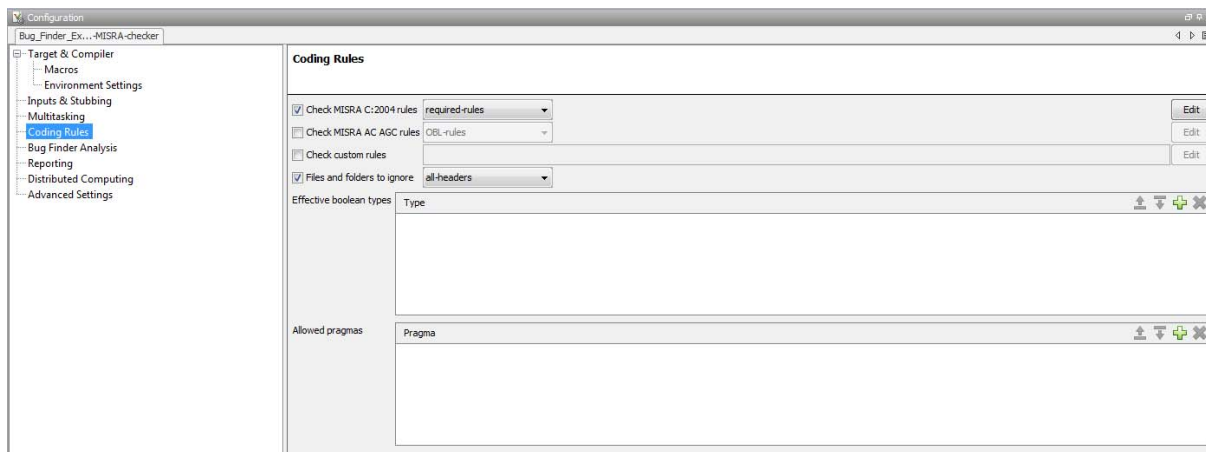 Configuration
Bug_Finder_Ex...-MISRA-checker
Target & Compiler
Macros
Environment Settings
Inputs & Stubbing
Multitasking
Coding Rules
Bug Finder Analysis
Reporting
Distributed Computing
Advanced Settings
Coding Rules
Check MISRA C:2004 rules required-rules Edit
Check MISRA AC AGC rules OBL-rules Edit
Check custom rules Edit
Files and folders to ignore all-headers
Effective boolean types Type
Allowed pragmas Pragma